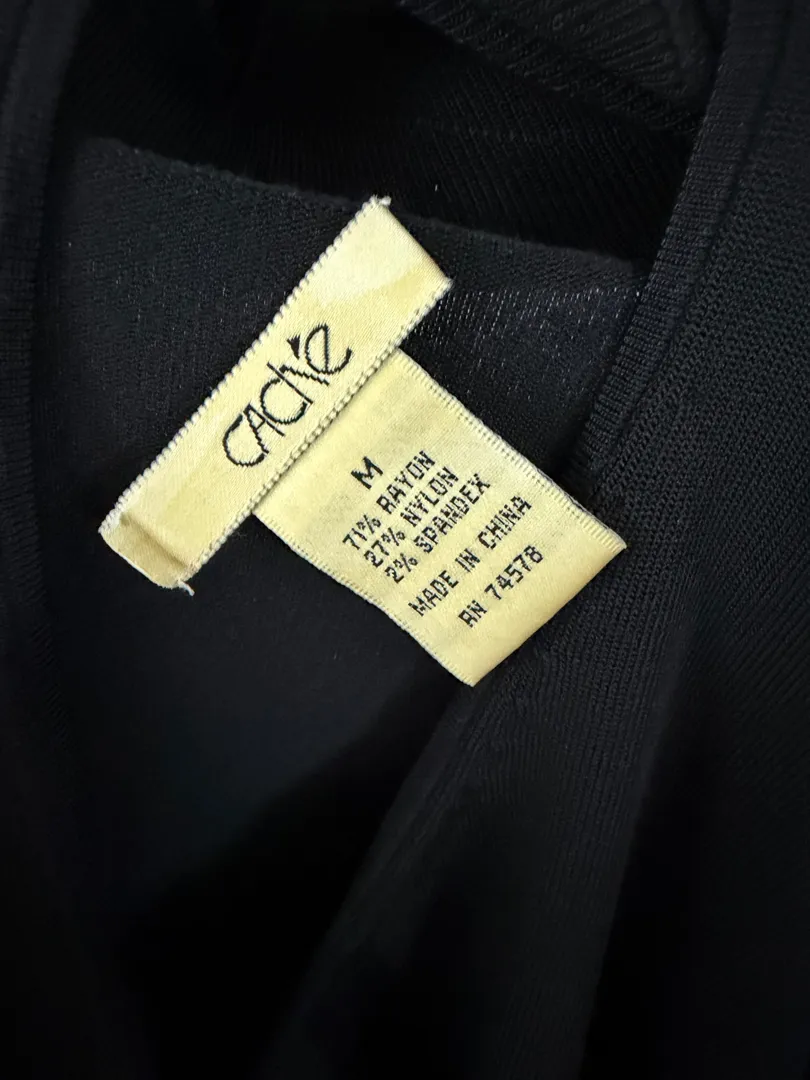 CACHÉ
M
71% RAYON
27% NYLON
2% SPANDEX
MADE IN CHINA
RN 74578